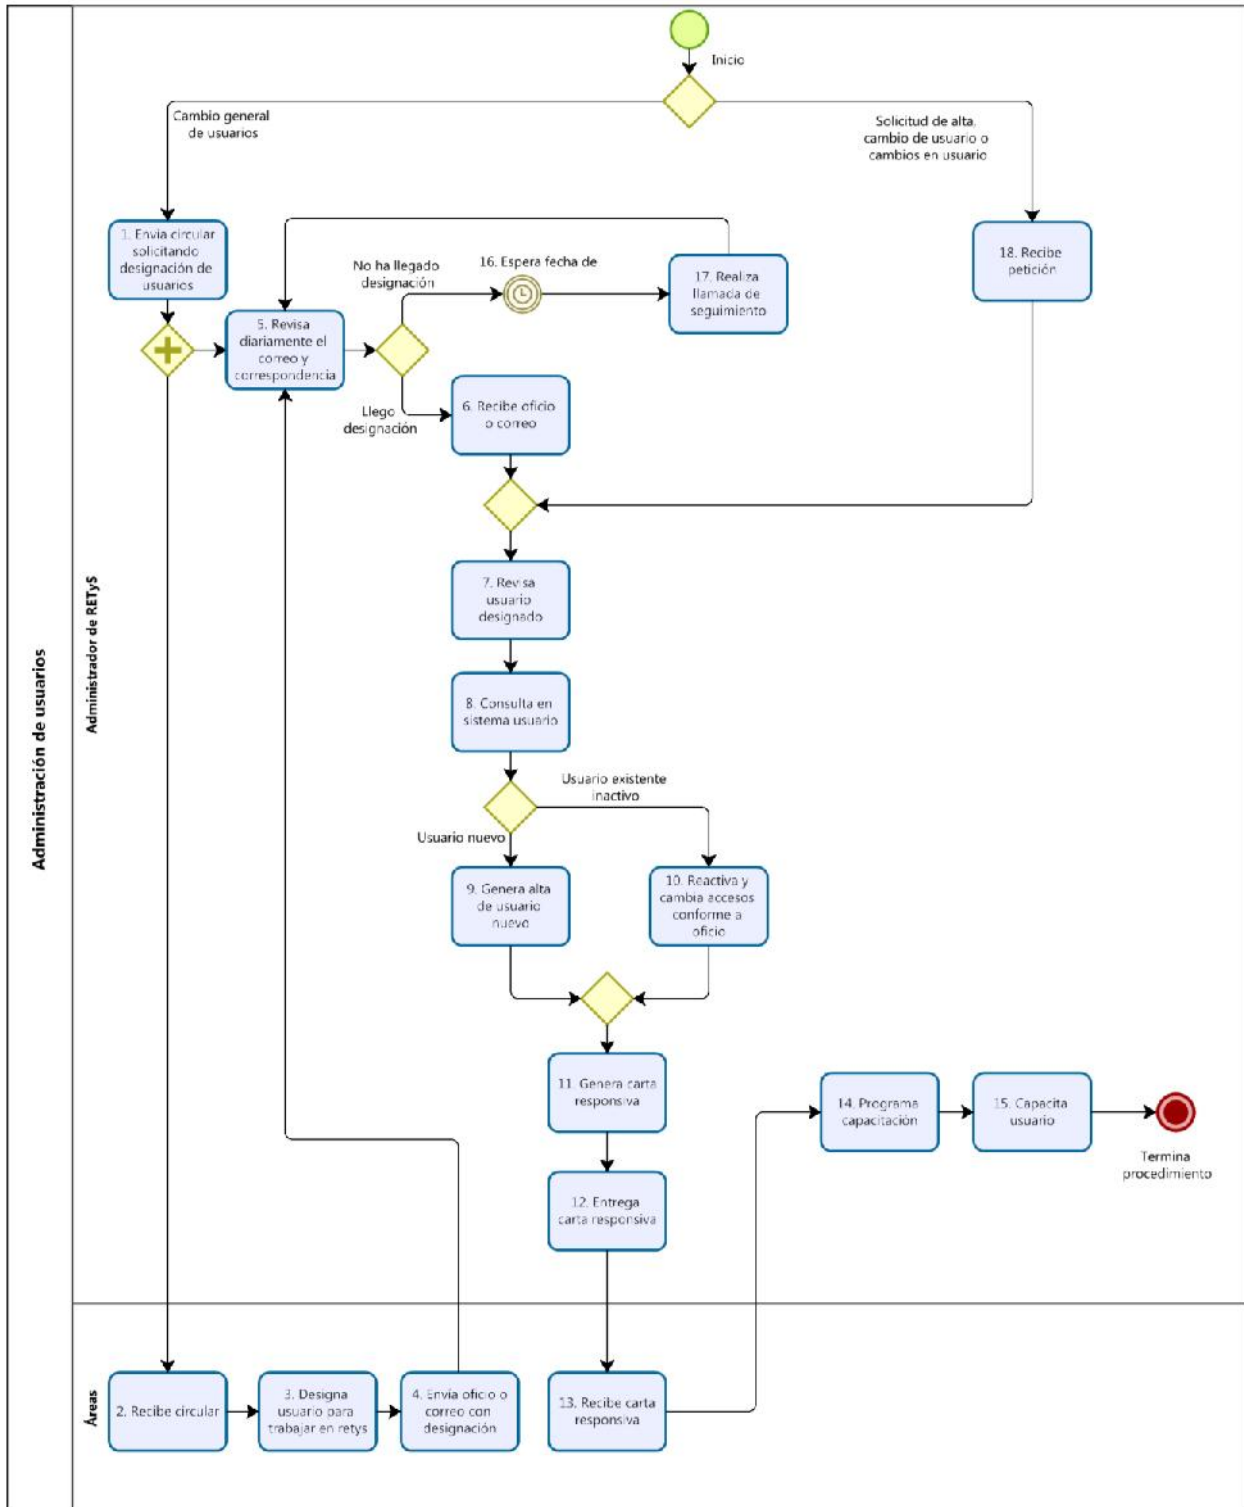 Administración de usuarios
Administrador de RETyS
Inicio
Cambio general
de usuarios
Solicitud de alta,
cambio de usuario o
cambios en usuario
1. Envia circular
solicitando
designación de
usuarios
No ha llegado
designación
16. Espera fecha de
17. Realiza
llamada de
seguimiento
18. Recibe
petición
5. Revisa
diariamente el
correo y
correspondencia
Llego
designación
6. Recibe oficio
o correo
7. Revisa
usuario
designado
8. Consulta en
sistema usuario
Usuario existente
inactivo
Usuario nuevo
9. Genera alta
de usuario
nuevo
10. Reactiva y
cambia accesos
conforme a
oficio
11. Genera carta
responsiva
12. Entrega
carta responsiva
14. Programa
capacitación
15. Capacita
usuario
Termina
procedimiento
Áreas
2. Recibe circular
3. Designa
usuario para
trabajar en retys
4. Envía oficio o
correo con
designación
13. Recibe carta
responsiva